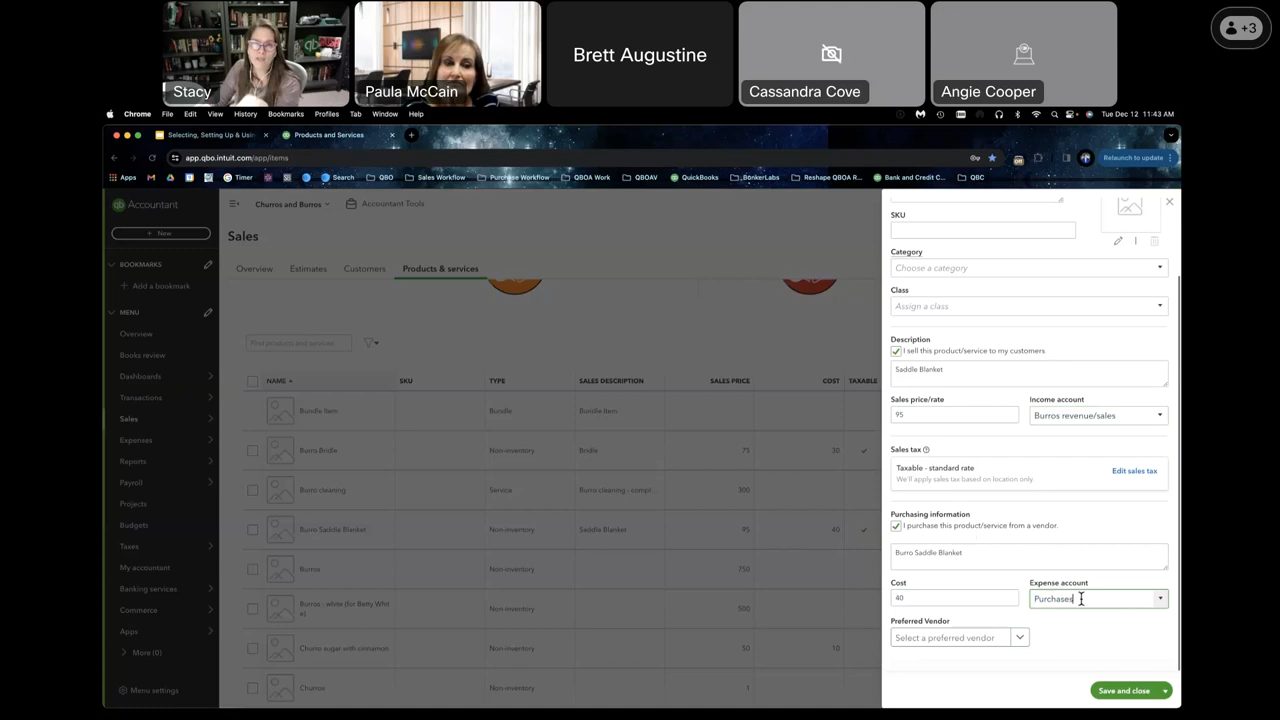 Stacy
Paula McCain
Brett Augustine
Cassandra Cove
Angie Cooper
+3
Chrome File Edit View History Bookmarks Profiles Tab Window Help
Tue Dec 12 11:43 AM
Selecting, Setting Up & Usin
Products and Services
app.qbo.intuit.com/app/items
Relaunch to update
Apps
Timer
Search
QBO
Sales Workflow
Purchase Workflow
QBOA Work
QBOAV
QuickBooks
BonkerLabs
Reshape QBOA R...
Bank and Credit C...
QBC
Accountant
+ New
BOOKMARKS
+ Add a bookmark
MENU
Overview
Books review
Dashboards
Transactions
Sales
Expenses
Reports
Payroll
Projects
Budgets
Taxes
My accountant
Banking services
Commerce
Apps
More (0)
Menu settings
Churros and Burros
Accountant Tools
Sales
Overview Estimates Customers Products & services
Find products and services
NAME SKU TYPE SALES DESCRIPTION SALES PRICE COST TAXABLE
Bundle Item Bundle Bundle Item
Burro Bridle Non-inventory Bridle 75 30
Burro cleaning Service Burro cleaning - compl... 300
Burro Saddle Blanket Non-inventory Saddle Blanket 95 40
Burros Non-inventory 750
Burros - white (for Betty Whit
e) Non-inventory 500
Churro sugar with cinnamon Non-inventory 50 10
Churros Non-inventory 1
SKU
Category
Choose a category
Class
Assign a class
Description
I sell this product/service to my customers
Saddle Blanket
Sales price/rate Income account
95 Burros revenue/sales
Sales tax
Taxable - standard rate
We'll apply sales tax based on location only.
Edit sales tax
Purchasing information
I purchase this product/service from a vendor.
Burro Saddle Blanket
Cost Expense account
40 Purchases
Preferred Vendor
Select a preferred vendor
Save and close